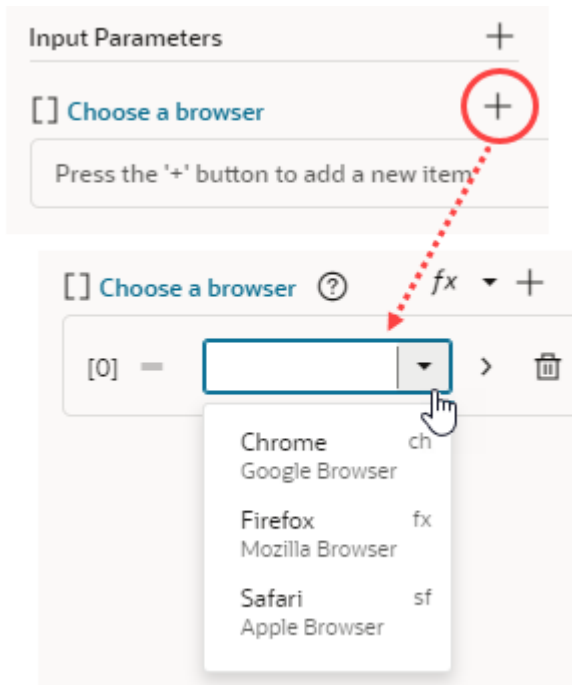 Input Parameters +
[] Choose a browser +
Press the '+' button to add a new item
[] Choose a browser ? fx +
[0] =
Chrome ch
Google Browser
Firefox fx
Mozilla Browser
Safari sf
Apple Browser